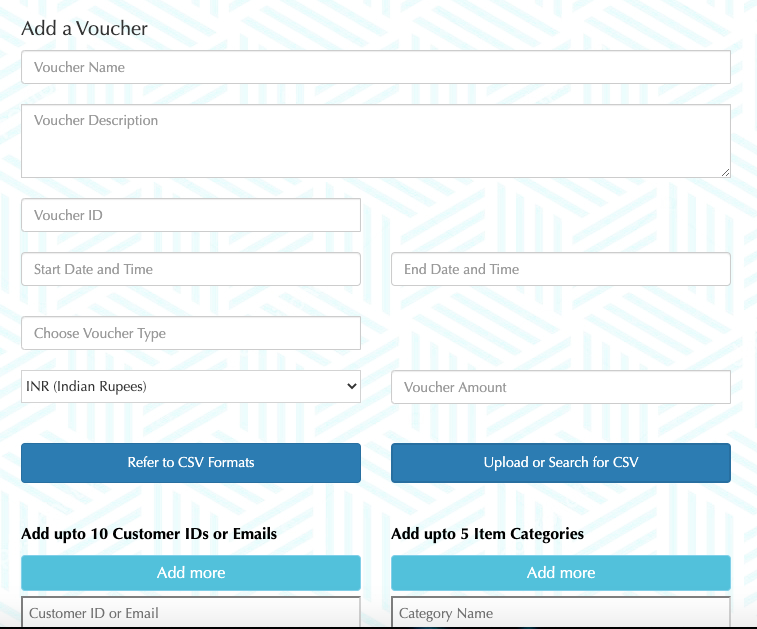 Add a Voucher
Voucher Name
Voucher Description
Voucher ID
Start Date and Time
End Date and Time
Choose Voucher Type
INR (Indian Rupees)
Voucher Amount
Refer to CSV Formats
Upload or Search for CSV
Add upto 10 Customer IDs or Emails
Add upto 5 Item Categories
Add more
Add more
Customer ID or Email
Category Name